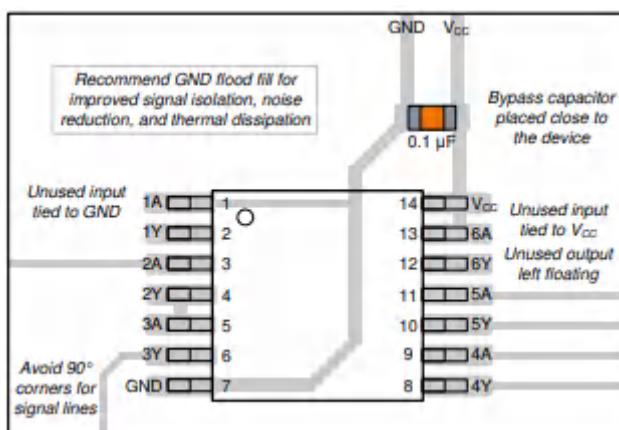 GND VCC
Recommend GND flood fill for
improved signal isolation, noise
reduction, and thermal dissipation
Bypass capacitor
placed close to
the device
0.1 µF
Unused input
tied to GND
1A 1 14 VCC
1Y 2 13 6A
2A 3 12 6Y
2Y 4 11 5A
3A 5 10 5Y
3Y 6 9 4A
GND 7 8 4Y
Unused input
tied to VCC
Unused output
left floating
Avoid 90°
corners for
signal lines